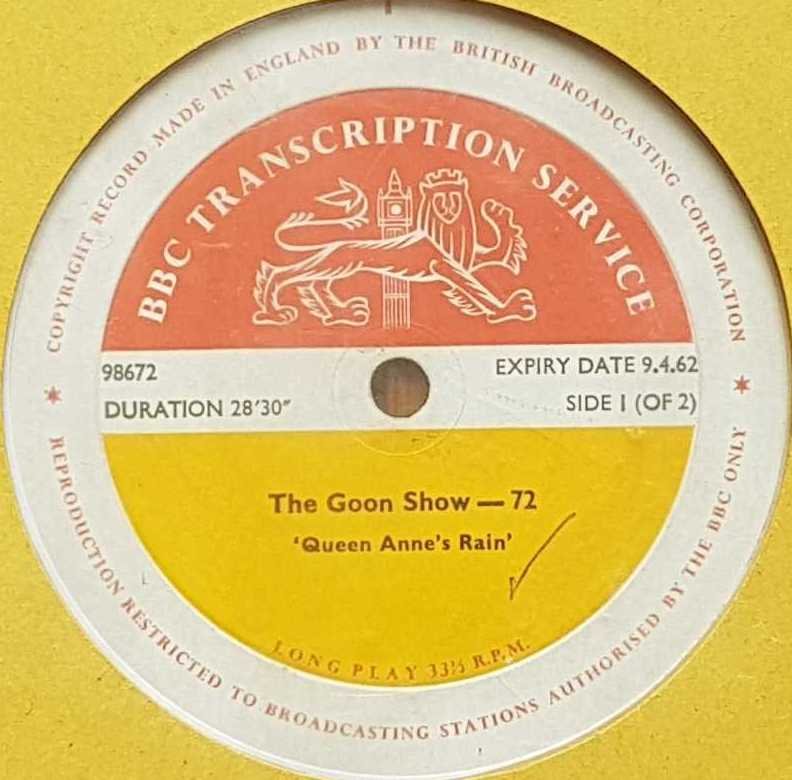 COPYRIGHT RECORD MADE IN ENGLAND BY THE BRITISH BROADCASTING CORPORATION
BBC TRANSCRIPTION SERVICE
98672
EXPIRY DATE 9.4.62
DURATION 28'30"
SIDE 1 (OF 2)
The Goon Show — 72
'Queen Anne's Rain'
LONG PLAY 33⅓ R.P.M.
REPRODUCTION RESTRICTED TO BROADCASTING STATIONS AUTHORISED BY THE BBC ONLY